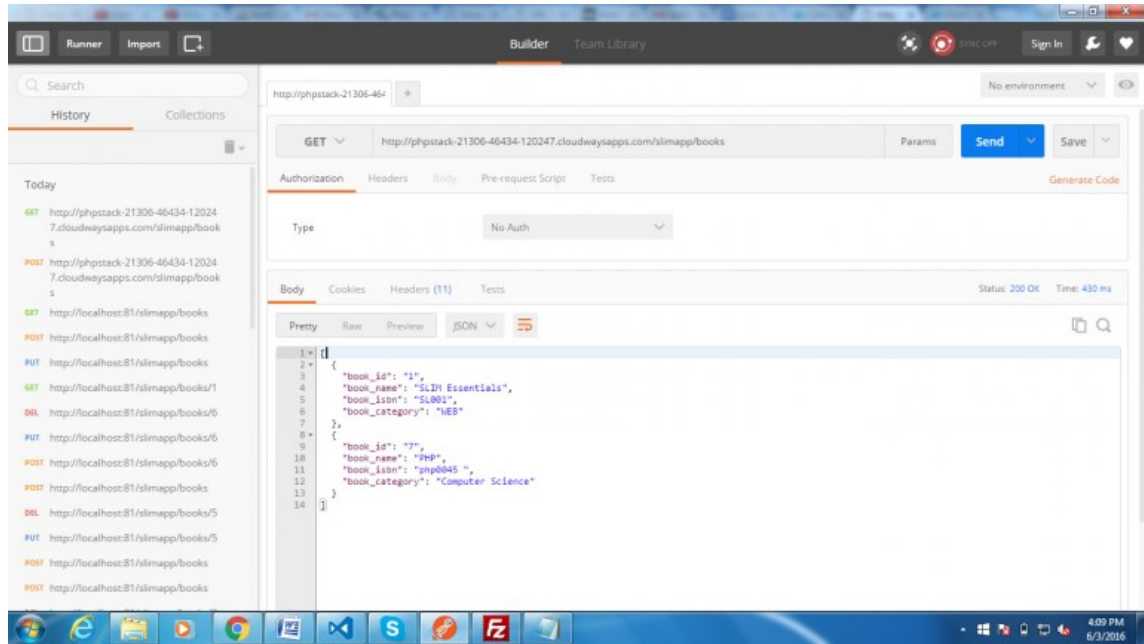 Runner Import Builder Team Library SYNC OFF Sign In
Search
History Collections
Today
GET http://phpstack-21306-46434-12024
7.cloudwaysapps.com/slimapp/book
s
POST http://phpstack-21306-46434-12024
7.cloudwaysapps.com/slimapp/book
s
GET http://localhost:81/slimapp/books
POST http://localhost:81/slimapp/books
PUT http://localhost:81/slimapp/books
GET http://localhost:81/slimapp/books/1
DEL http://localhost:81/slimapp/books/6
PUT http://localhost:81/slimapp/books/6
POST http://localhost:81/slimapp/books/6
POST http://localhost:81/slimapp/books
DEL http://localhost:81/slimapp/books/5
PUT http://localhost:81/slimapp/books/5
POST http://localhost:81/slimapp/books
POST http://localhost:81/slimapp/books
http://phpstack-21306-464 +
No environment
GET http://phpstack-21306-46434-120247.cloudwaysapps.com/slimapp/books Params Send Save
Authorization Headers Body Pre-request Script Tests Generate Code
Type No Auth
Body Cookies Headers (11) Tests Status: 200 OK Time: 430 ms
Pretty Raw Preview JSON
1 [
2 {
3 "book_id": "1",
4 "book_name": "SLIM Essentials",
5 "book_isbn": "SL001",
6 "book_category": "WEB"
7 },
8 {
9 "book_id": "7",
10 "book_name": "PHP",
11 "book_isbn": "php0045 ",
12 "book_category": "Computer Science"
13 }
14 ]
4:09 PM
6/3/2016